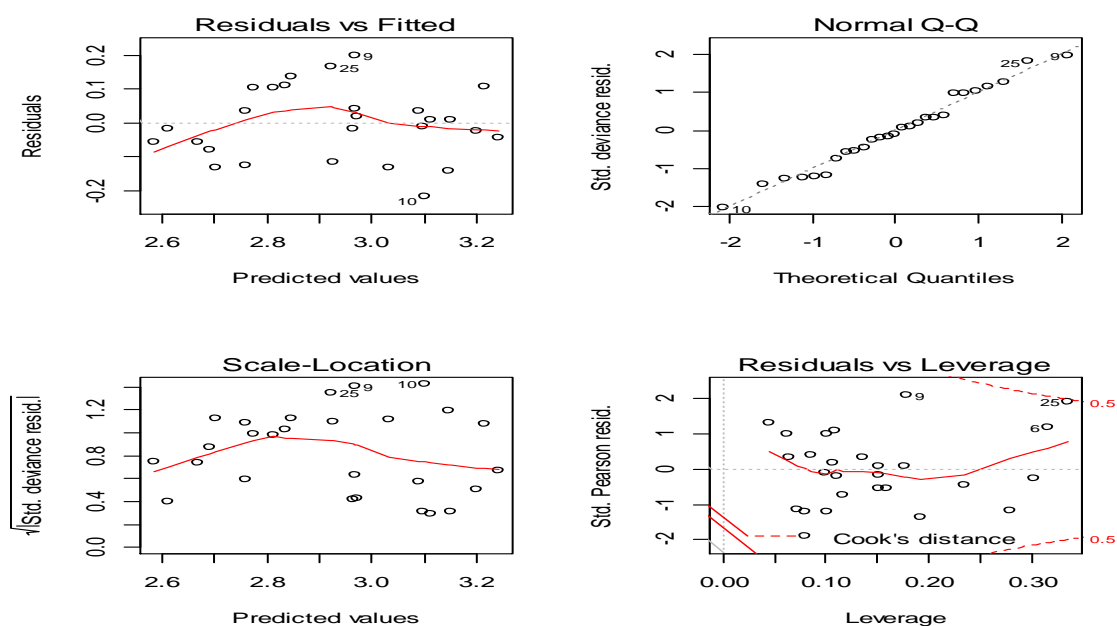 Residuals vs Fitted
Residuals
0.2
0.0
-0.2
9
25
10
2.6 2.8 3.0 3.2
Predicted values
Normal Q-Q
Std. deviance resid.
2
1
0
-1
-2
25
9
10
-2 -1 0 1 2
Theoretical Quantiles
Scale-Location
√|Std. deviance resid.|
1.2
0.8
0.4
0.0
25
9
10
2.6 2.8 3.0 3.2
Predicted values
Residuals vs Leverage
Std. Pearson resid.
2
1
0
-1
-2
9
25
6
0.5
0.5
Cook's distance
0.00 0.10 0.20 0.30
Leverage